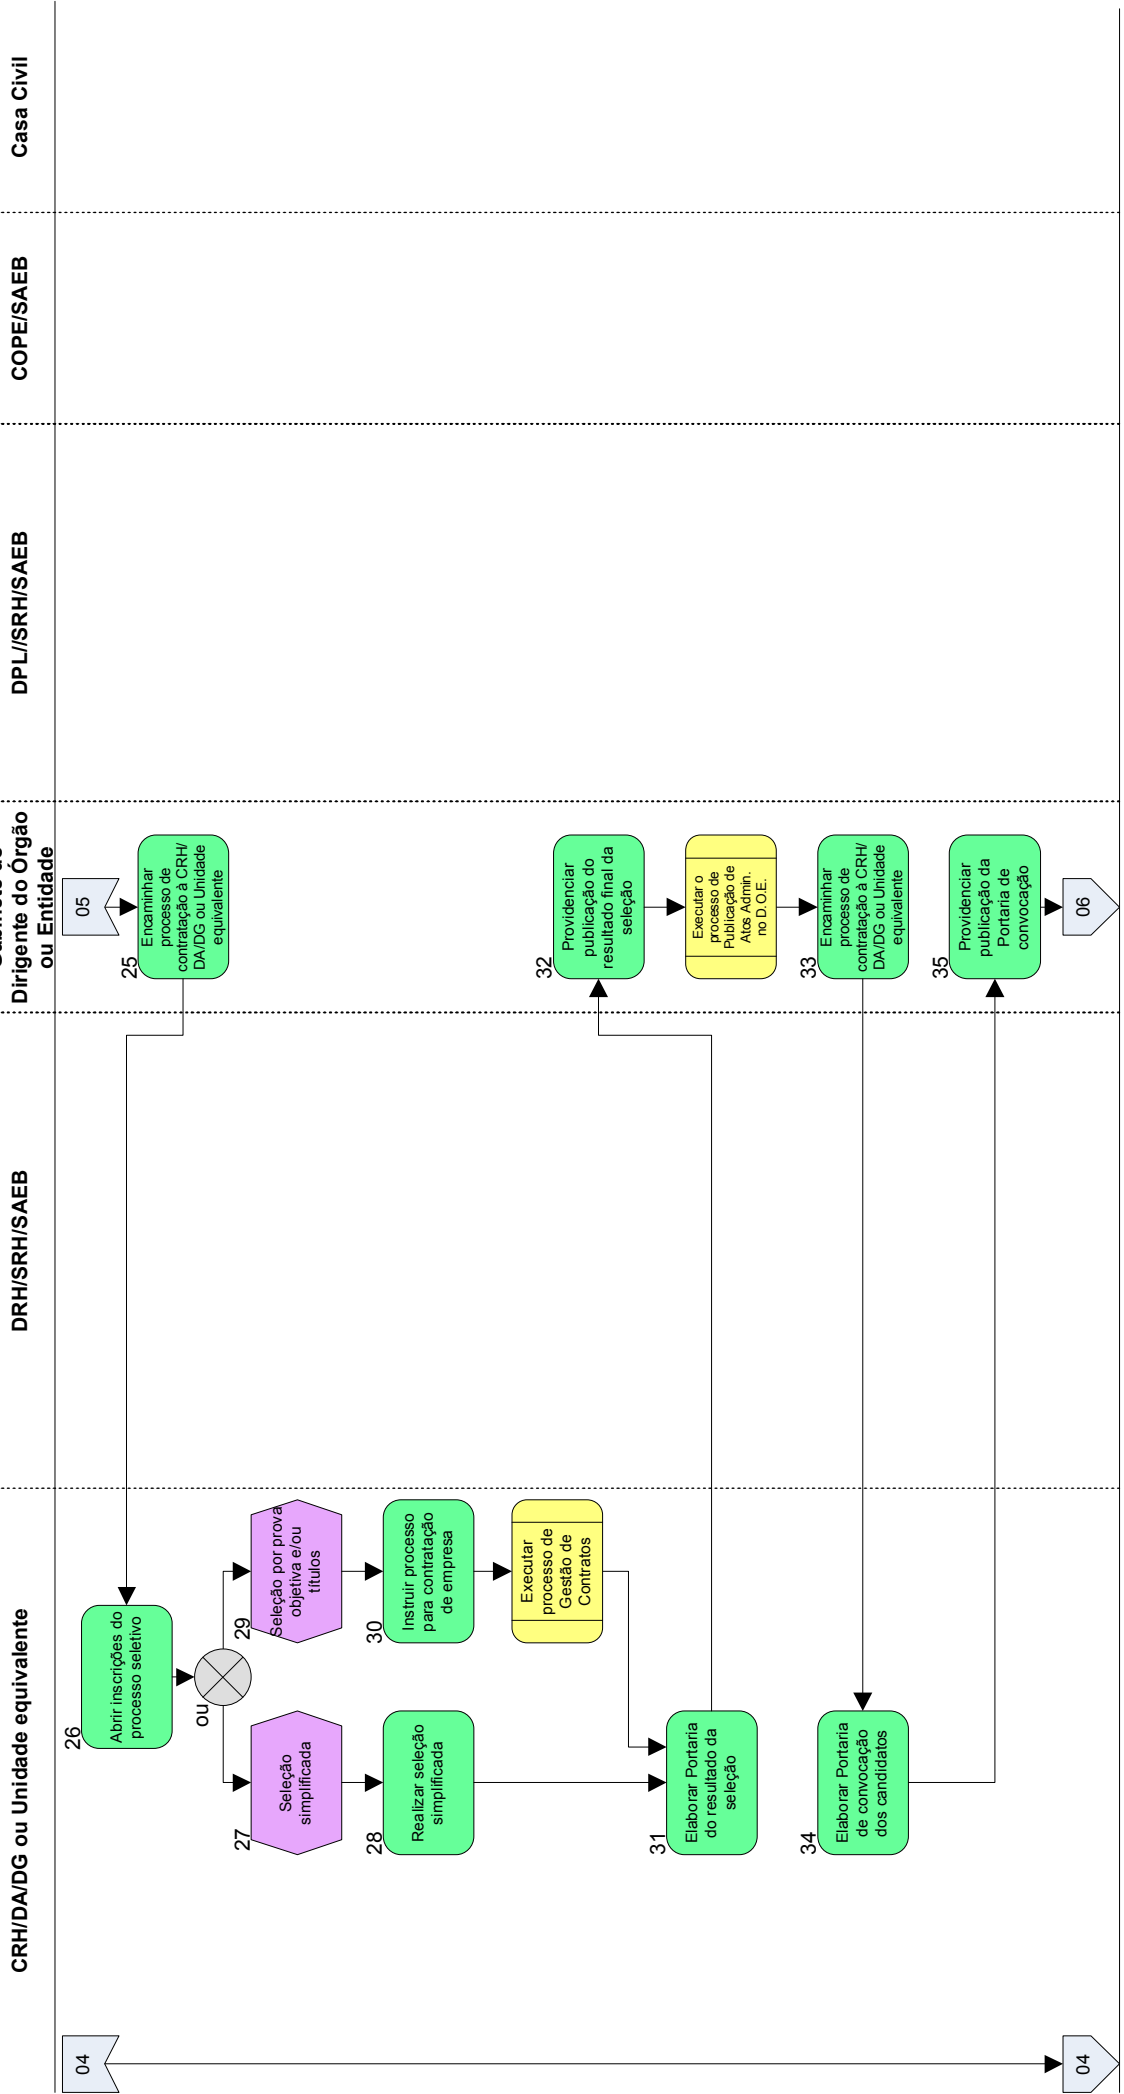 CRH/DA/DG ou Unidade equivalente
DRH/SRH/SAEB
Dirigente do Órgão
ou Entidade
DPL//SRH/SAEB
COPE/SAEB
Casa Civil
04
05
25
Encaminhar
processo de
contratação à CRH/
DA/DG ou Unidade
equivalente
26
Abrir inscrições do
processo seletivo
ou
27
Seleção
simplificada
29
Seleção por prova
objetiva e/ou
títulos
28
Realizar seleção
simplificada
30
Instruir processo
para contratação
de empresa
Executar
processo de
Gestão de
Contratos
31
Elaborar Portaria
do resultado da
seleção
32
Providenciar
publicação do
resultado final da
seleção
Executar o
processo de
Publicação de
Atos Admin.
no D.O.E.
33
Encaminhar
processo de
contratação à CRH/
DA/DG ou Unidade
equivalente
34
Elaborar Portaria
de convocação
dos candidatos
35
Providenciar
publicação da
Portaria de
convocação
04
06